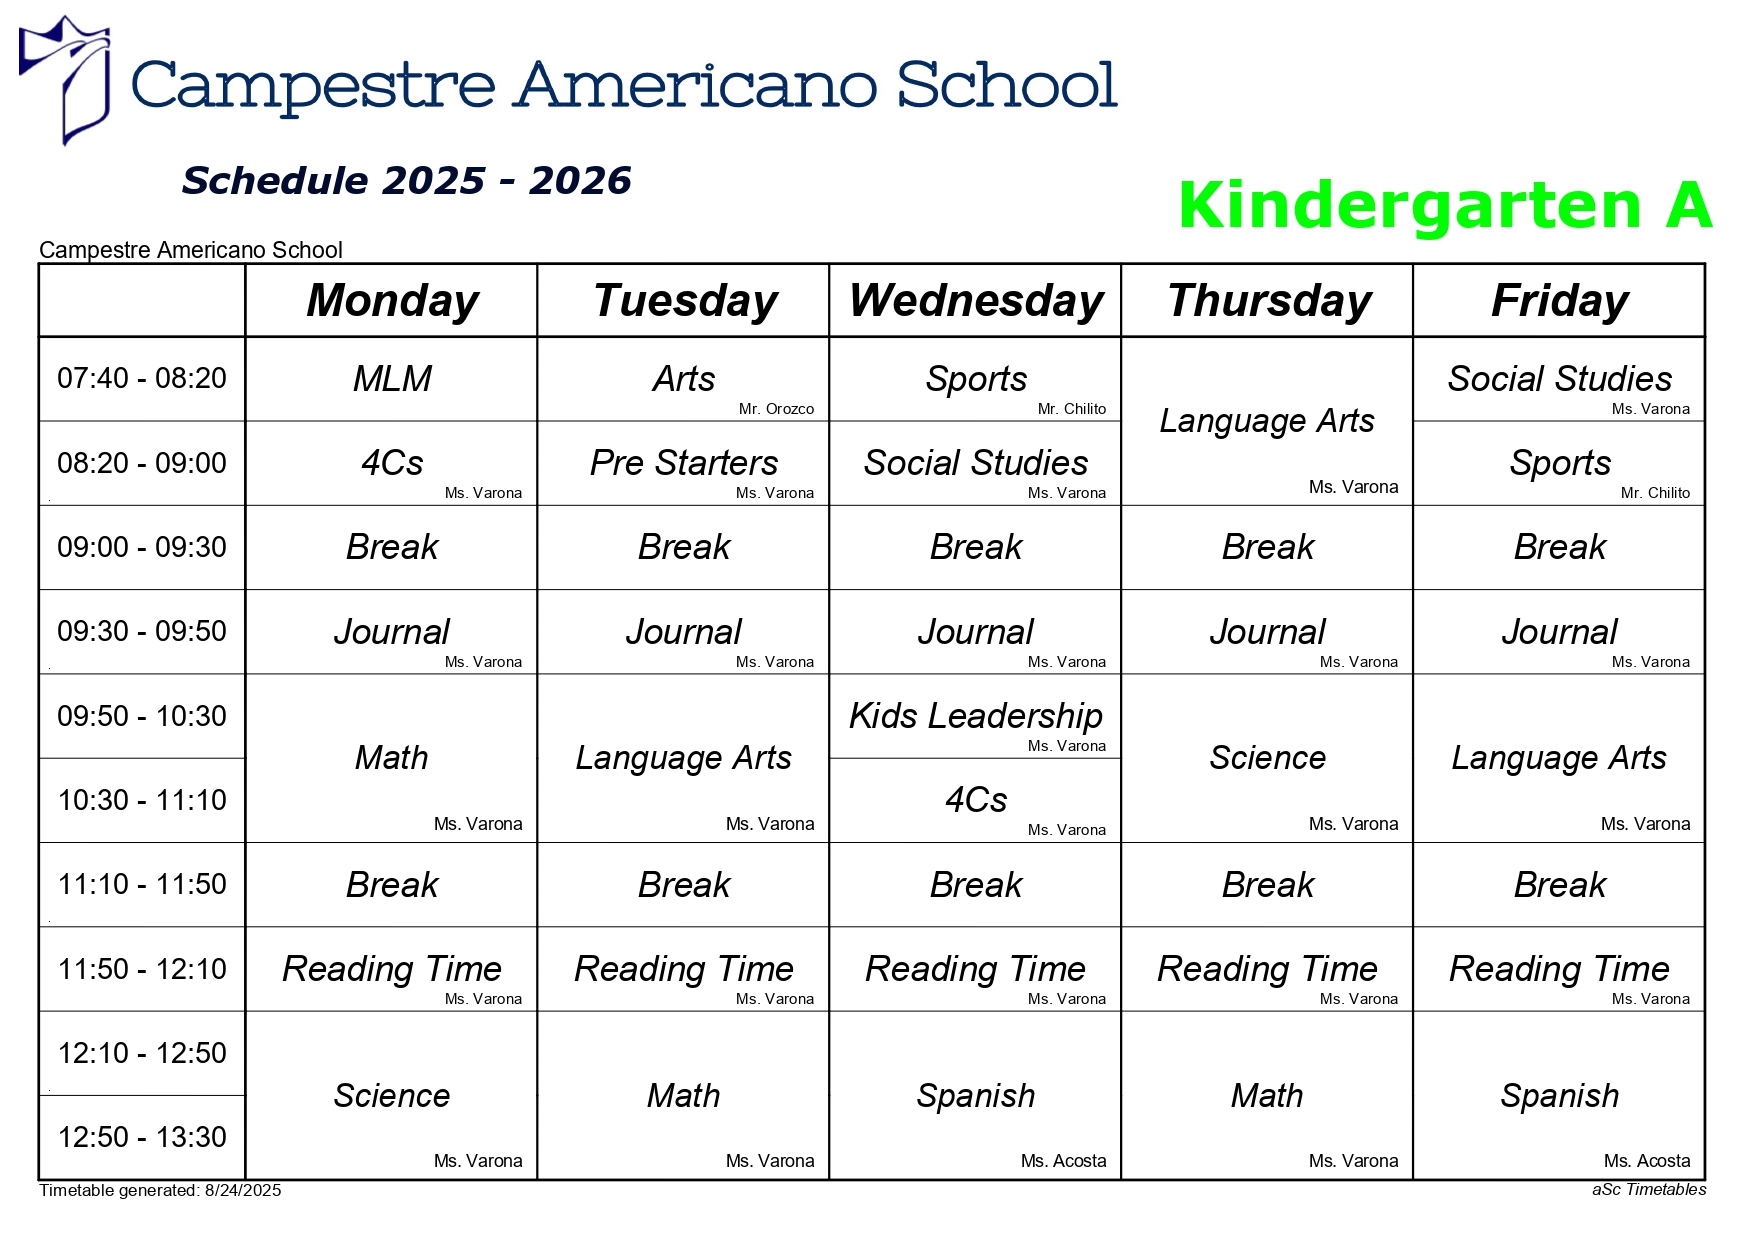 Campestre Americano School
Schedule 2025 - 2026
Kindergarten A
Campestre Americano School
Monday Tuesday Wednesday Thursday Friday
07:40 - 08:20 MLM Arts Sports Language Arts Social Studies
Mr. Orozco Mr. Chilito Ms. Varona Ms. Varona
08:20 - 09:00 4Cs Pre Starters Social Studies Sports
Ms. Varona Ms. Varona Ms. Varona Mr. Chilito
09:00 - 09:30 Break Break Break Break Break
09:30 - 09:50 Journal Journal Journal Journal Journal
Ms. Varona Ms. Varona Ms. Varona Ms. Varona Ms. Varona
09:50 - 10:30 Math Language Arts Kids Leadership Science Language Arts
Ms. Varona Ms. Varona Ms. Varona Ms. Varona Ms. Varona
10:30 - 11:10 4Cs
Ms. Varona
11:10 - 11:50 Break Break Break Break Break
11:50 - 12:10 Reading Time Reading Time Reading Time Reading Time Reading Time
Ms. Varona Ms. Varona Ms. Varona Ms. Varona Ms. Varona
12:10 - 12:50 Science Math Spanish Math Spanish
12:50 - 13:30
Ms. Varona Ms. Varona Ms. Acosta Ms. Varona Ms. Acosta
Timetable generated: 8/24/2025 aSc Timetables